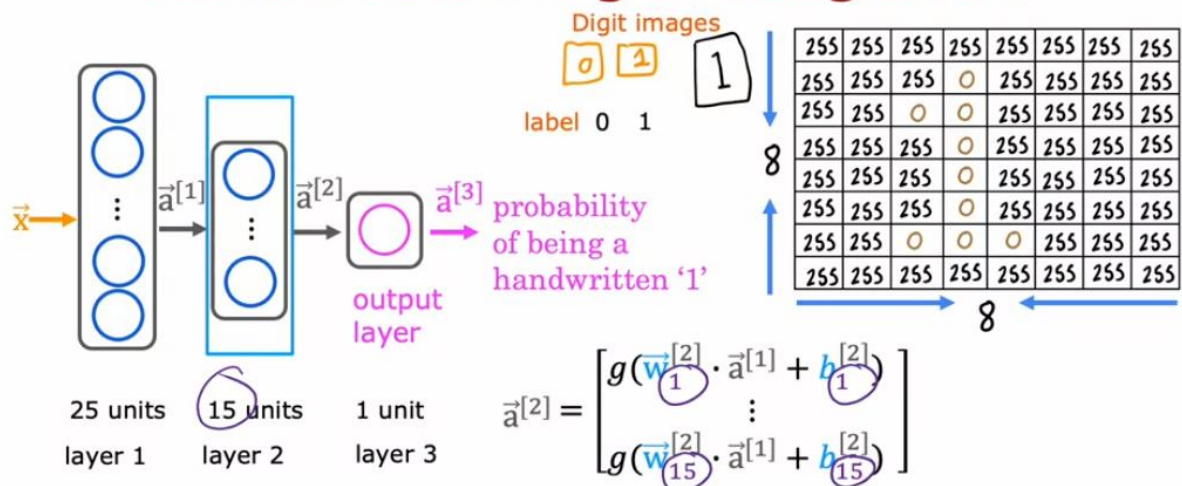 Digit images
0 1
1
label 0 1
x
a[1]
a[2]
a[3]
probability
of being a
handwritten ‘1’
output
layer
25 units 15 units 1 unit
layer 1 layer 2 layer 3
255 255 255 255 255 255 255 255
255 255 255 0 255 255 255 255
255 255 0 0 255 255 255 255
255 255 255 0 255 255 255 255
255 255 255 0 255 255 255 255
255 255 255 0 255 255 255 255
255 255 0 0 0 255 255 255
255 255 255 255 255 255 255 255
8
8
a⃗[2] = [g(w⃗1[2] · a⃗[1] + b1[2])
⋮
g(w⃗15[2] · a⃗[1] + b15[2])]